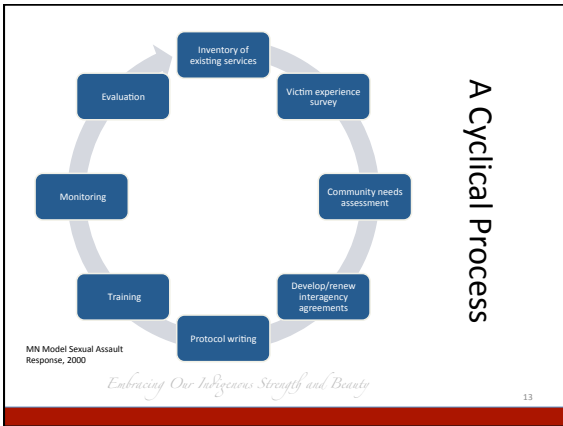 A Cyclical Process
Inventory of
existing services
Victim experience
survey
Community needs
assessment
Develop/renew
interagency
agreements
Protocol writing
Training
Monitoring
Evaluation
MN Model Sexual Assault
Response, 2000
Embracing Our Indigenous Strength and Beauty
13